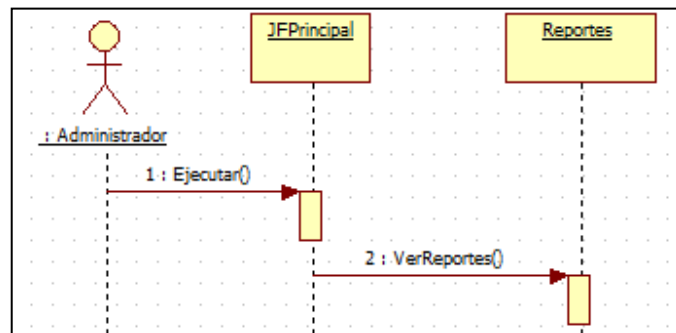 JFPrincipal
Reportes
: Administrador
1 : Ejecutar()
2 : VerReportes()